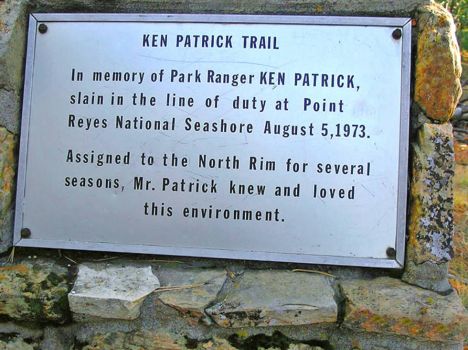 KEN PATRICK TRAIL
In memory of Park Ranger KEN PATRICK,
slain in the line of duty at Point
Reyes National Seashore August 5,1973.
Assigned to the North Rim for several
seasons, Mr. Patrick knew and loved
this environment.